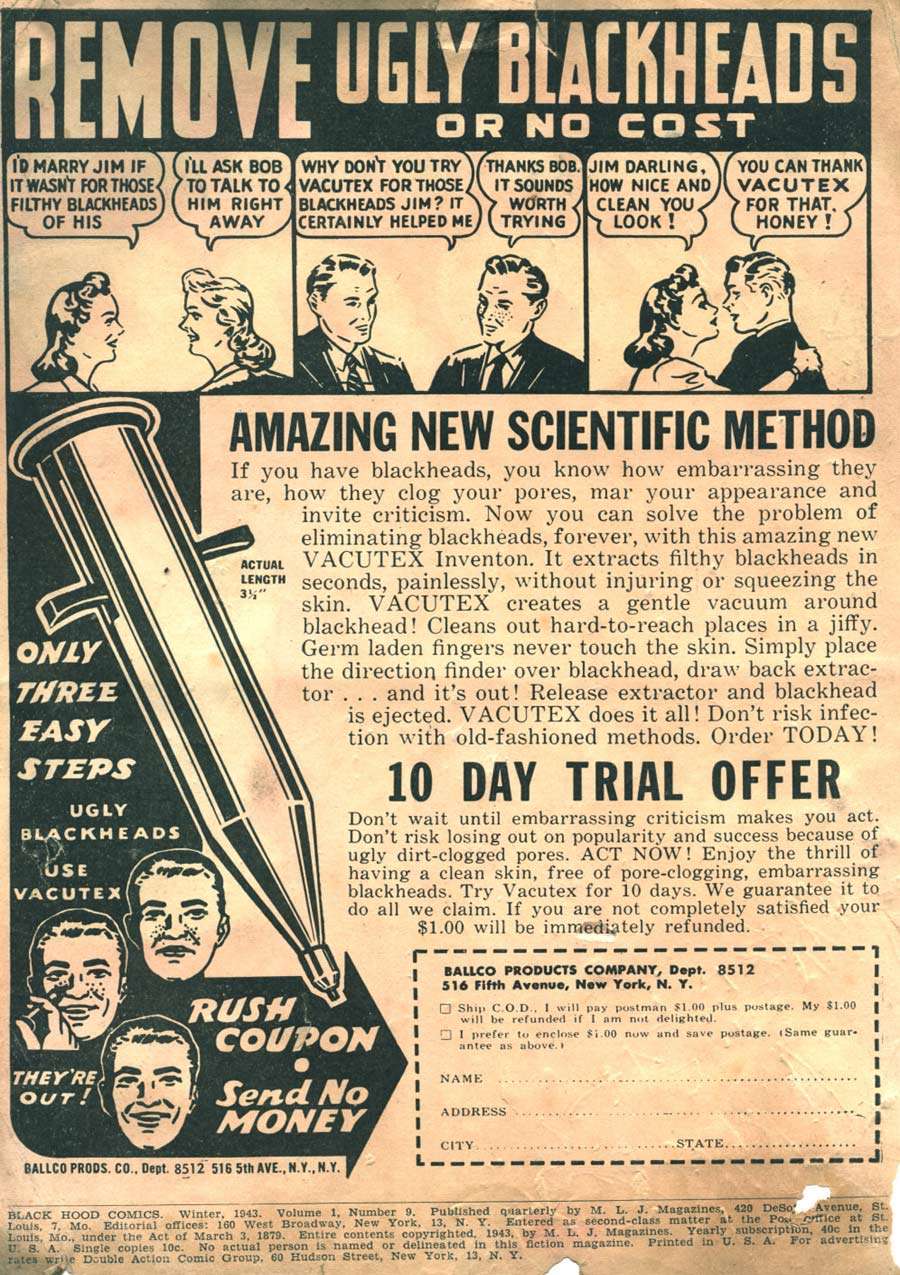 REMOVE UGLY BLACKHEADS
OR NO COST
I'D MARRY JIM IF
IT WASN'T FOR THOSE
FILTHY BLACKHEADS
OF HIS
I'LL ASK BOB
TO TALK TO
HIM RIGHT
AWAY
WHY DON'T YOU TRY
VACUTEX FOR THOSE
BLACKHEADS JIM? IT
CERTAINLY HELPED ME
THANKS BOB.
IT SOUNDS
WORTH
TRYING
JIM DARLING,
HOW NICE AND
CLEAN YOU
LOOK!
YOU CAN THANK
VACUTEX
FOR THAT,
HONEY!
AMAZING NEW SCIENTIFIC METHOD
If you have blackheads, you know how embarrassing they
are, how they clog your pores, mar your appearance and
invite criticism. Now you can solve the problem of
eliminating blackheads, forever, with this amazing new
VACUTEX Inventon. It extracts filthy blackheads in
seconds, painlessly, without injuring or squeezing the
skin. VACUTEX creates a gentle vacuum around
blackhead! Cleans out hard-to-reach places in a jiffy.
Germ laden fingers never touch the skin. Simply place
the direction finder over blackhead, draw back extrac-
tor . . . and it's out! Release extractor and blackhead
is ejected. VACUTEX does it all! Don't risk infec-
tion with old-fashioned methods. Order TODAY!
ACTUAL
LENGTH
3½"
ONLY
THREE
EASY
STEPS
UGLY
BLACKHEADS
USE
VACUTEX
THEY'RE
OUT!
RUSH
COUPON
•
Send No
MONEY
BALLCO PRODS. CO., Dept. 8512 516 5th AVE., N.Y., N.Y.
10 DAY TRIAL OFFER
Don't wait until embarrassing criticism makes you act.
Don't risk losing out on popularity and success because of
ugly dirt-clogged pores. ACT NOW! Enjoy the thrill of
having a clean skin, free of pore-clogging, embarrassing
blackheads. Try Vacutex for 10 days. We guarantee it to
do all we claim. If you are not completely satisfied your
$1.00 will be immediately refunded.
BALLCO PRODUCTS COMPANY, Dept. 8512
516 Fifth Avenue, New York, N. Y.
☐ Ship C.O.D., I will pay postman $1.00 plus postage. My $1.00
will be refunded if I am not delighted.
☐ I prefer to enclose $1.00 now and save postage. (Same guar-
antee as above.)
NAME
ADDRESS
CITY STATE
BLACK HOOD COMICS. Winter, 1943. Volume 1, Number 9. Published quarterly by M. L. J. Magazines, 420 Avenue, St.
Louis, 7, Mo. Editorial offices: 160 West Broadway, New York, 13, N. Y. Entered as second-class matter at the Post Office at St.
Louis, Mo., under the Act of March 3, 1879. Entire contents copyrighted, 1943, by M. L. J. Magazines. Yearly subscription, 40c in the
U. S. A. Single copies 10c. No actual person is named or delineated in this fiction magazine. Printed in U. S. A. For advertising
rates write Double Action Comic Group, 60 Hudson Street, New York, 13, N. Y.